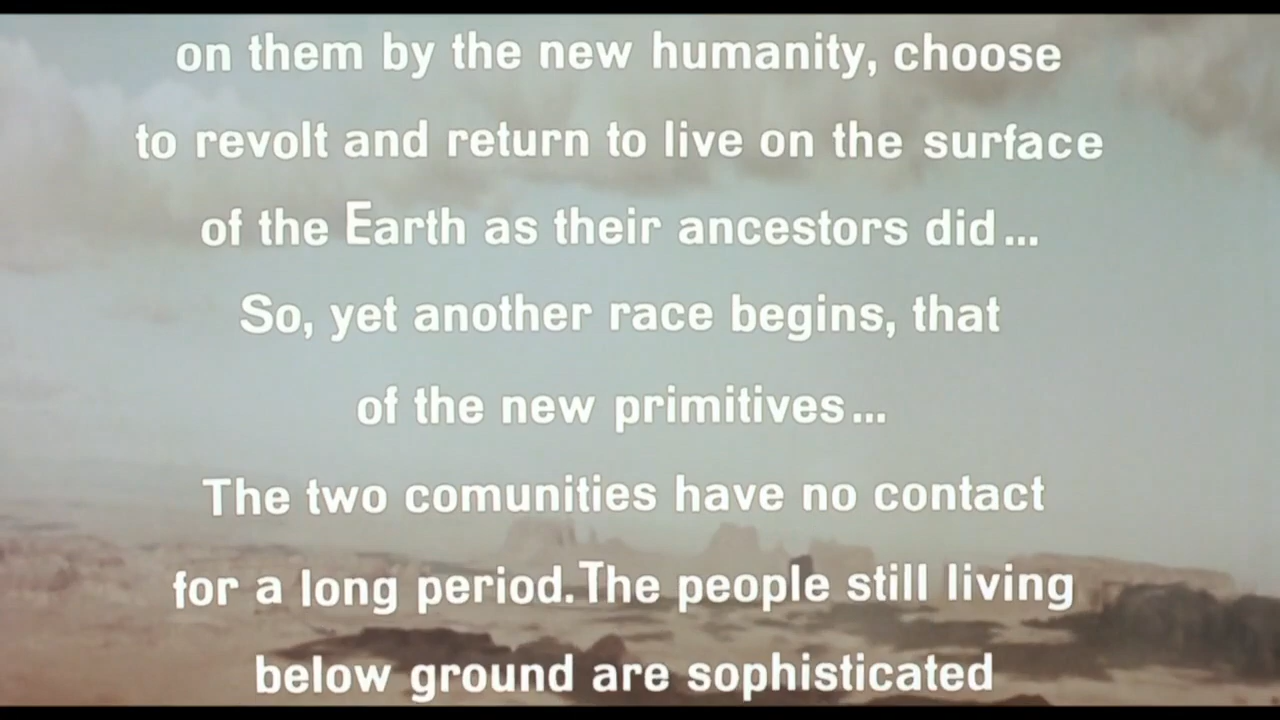 on them by the new humanity, choose
to revolt and return to live on the surface
of the Earth as their ancestors did...
So, yet another race begins, that
of the new primitives...
The two comunities have no contact
for a long period.The people still living
below ground are sophisticated